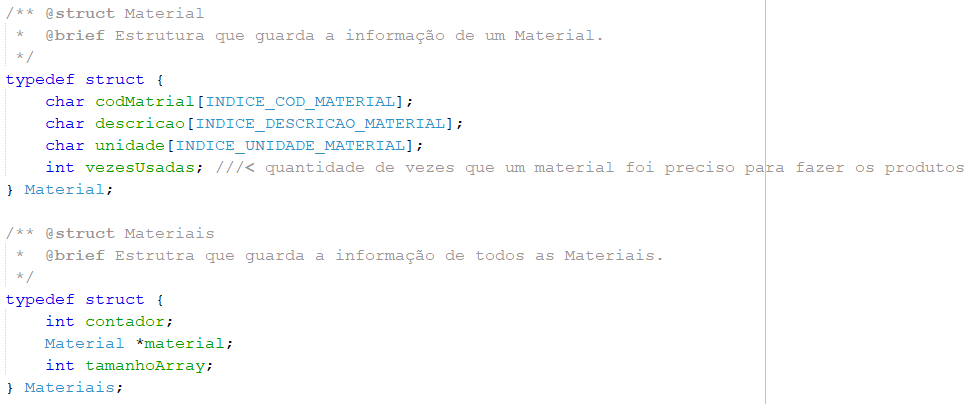 /** @struct Material
 *  @brief Estrutura que guarda a informação de um Material.
 */
typedef struct {
    char codMatrial[INDICE_COD_MATERIAL];
    char descricao[INDICE_DESCRICAO_MATERIAL];
    char unidade[INDICE_UNIDADE_MATERIAL];
    int vezesUsadas; ///< quantidade de vezes que um material foi preciso para fazer os produtos
} Material;

/** @struct Materiais
 *  @brief Estrutra que guarda a informação de todos as Materiais.
 */
typedef struct {
    int contador;
    Material *material;
    int tamanhoArray;
} Materiais;